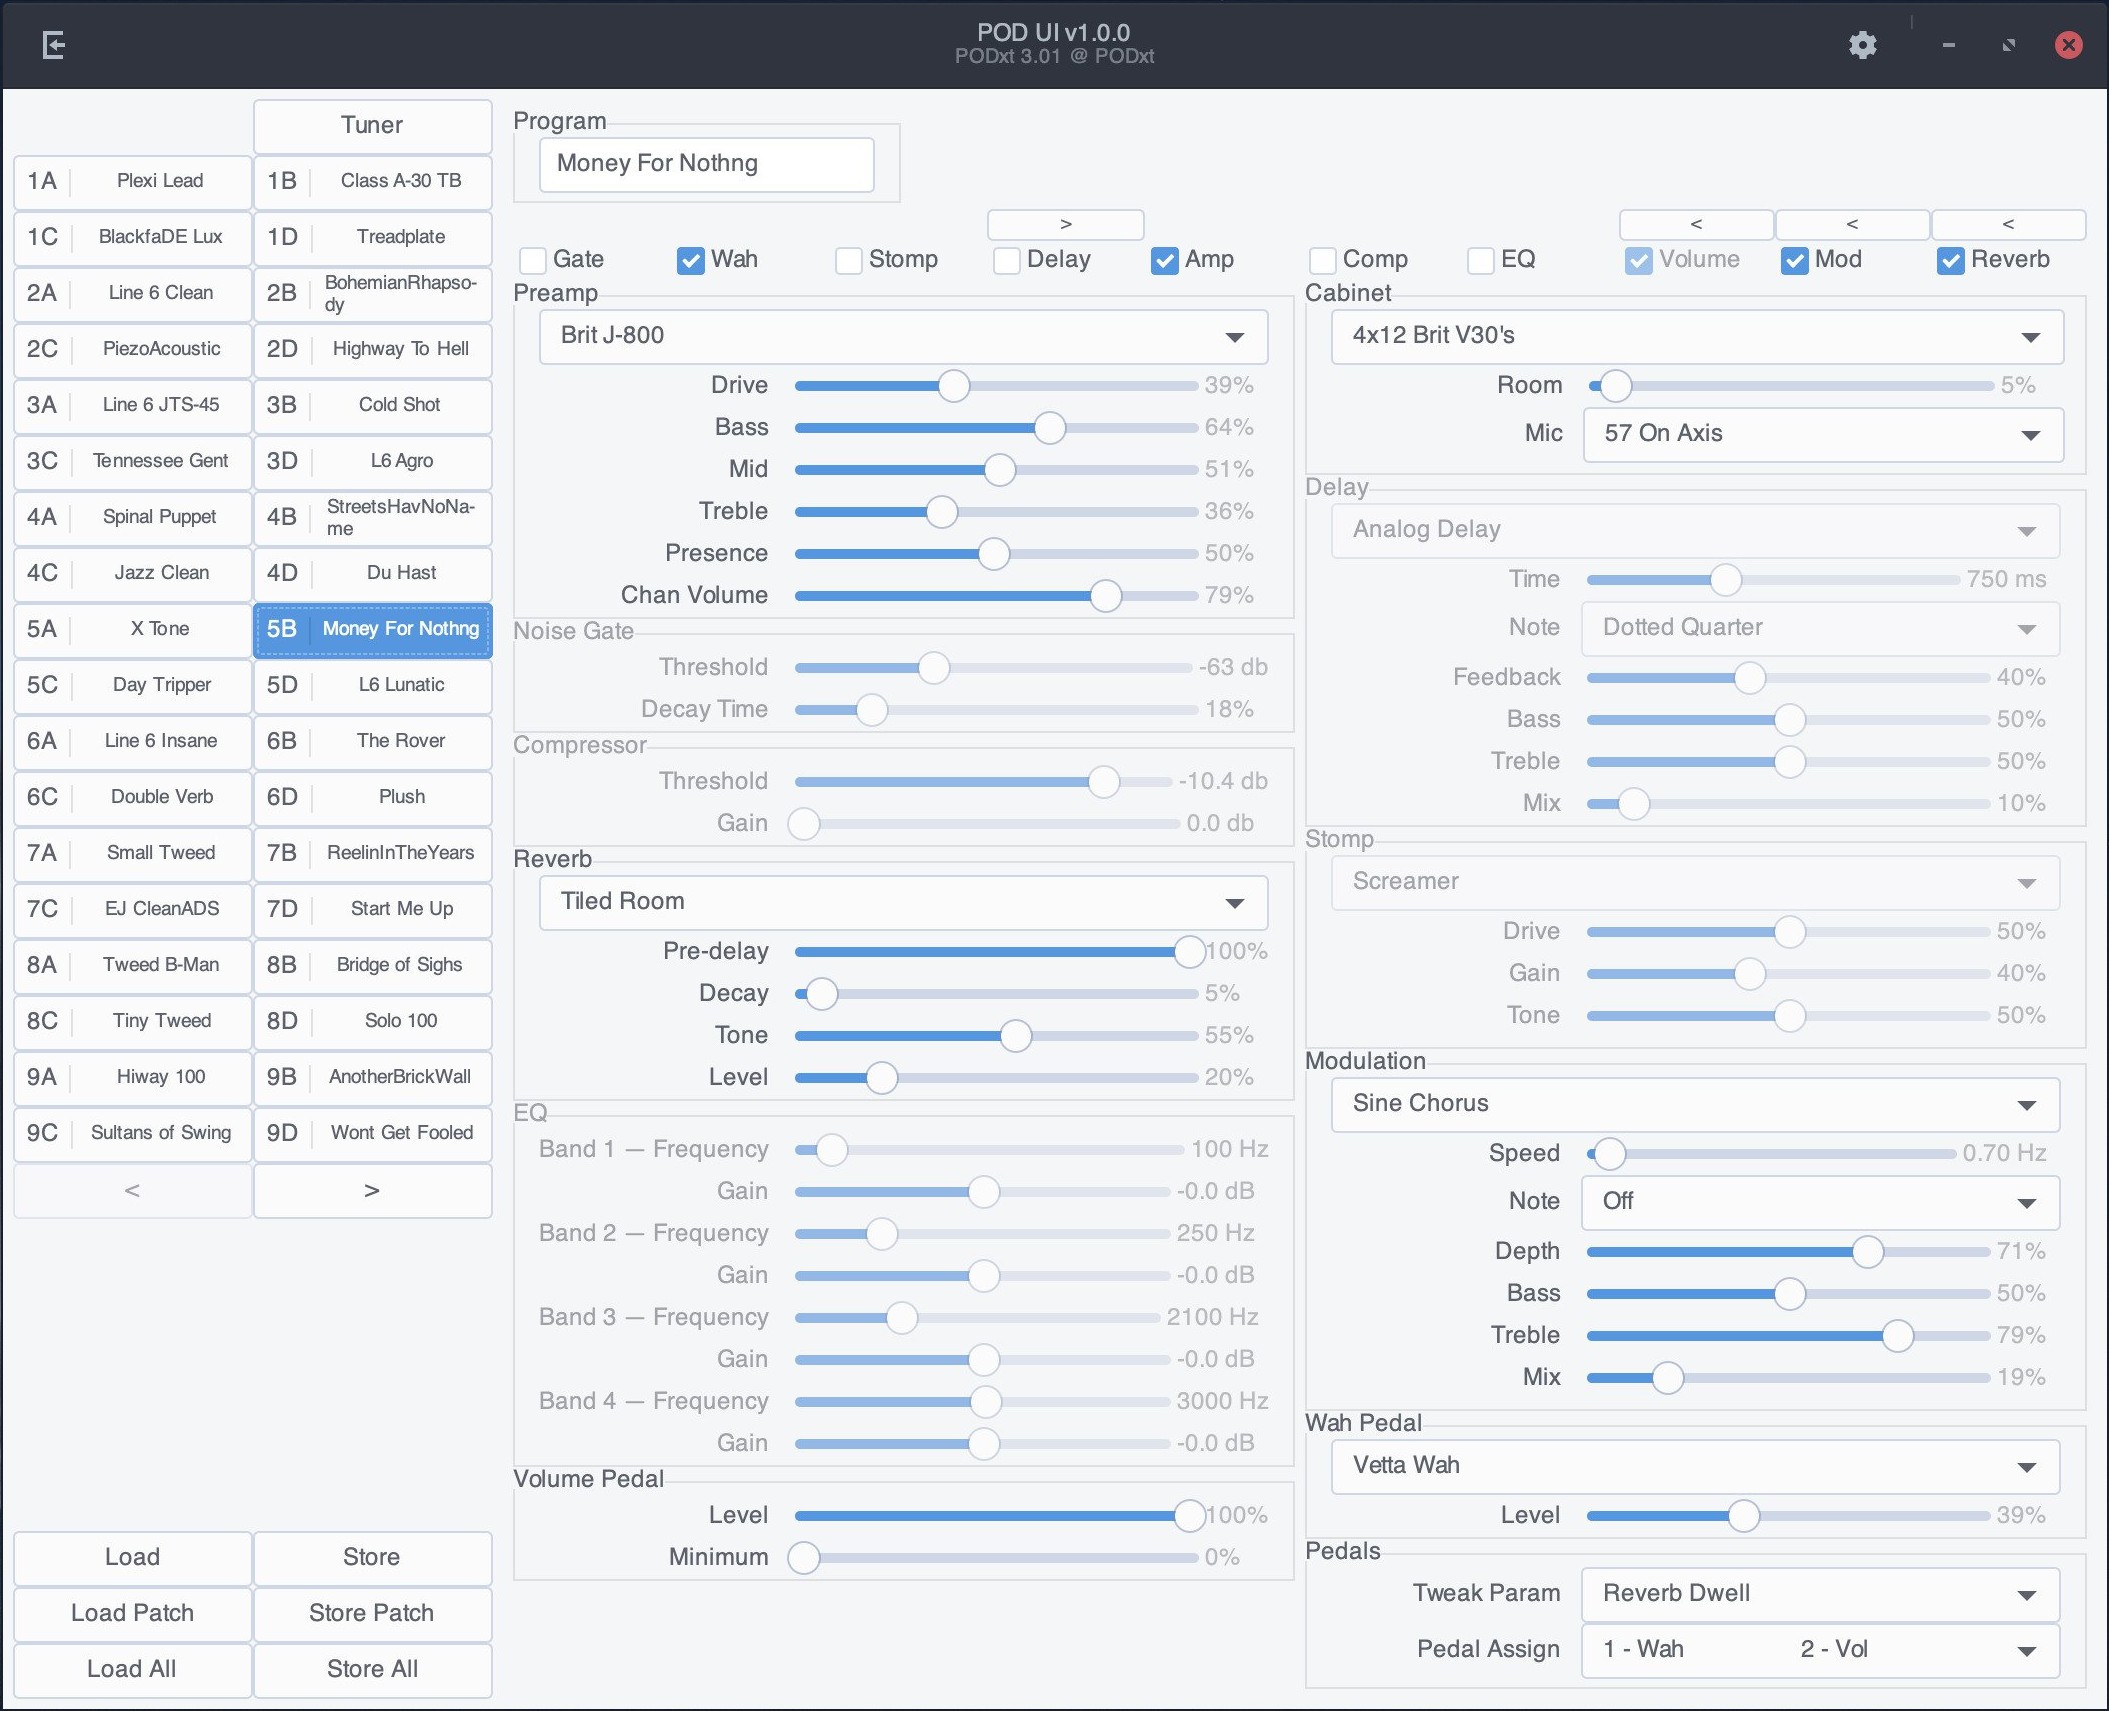 POD UI v1.0.0
PODxt 3.01 @ PODxt
Tuner
1A Plexi Lead
1B Class A-30 TB
1C BlackfaDE Lux
1D Treadplate
2A Line 6 Clean
2B BohemianRhapso-
dy
2C PiezoAcoustic
2D Highway To Hell
3A Line 6 JTS-45
3B Cold Shot
3C Tennessee Gent
3D L6 Agro
4A Spinal Puppet
4B StreetsHavNoNa-
me
4C Jazz Clean
4D Du Hast
5A X Tone
5B Money For Nothng
5C Day Tripper
5D L6 Lunatic
6A Line 6 Insane
6B The Rover
6C Double Verb
6D Plush
7A Small Tweed
7B ReelinInTheYears
7C EJ CleanADS
7D Start Me Up
8A Tweed B-Man
8B Bridge of Sighs
8C Tiny Tweed
8D Solo 100
9A Hiway 100
9B AnotherBrickWall
9C Sultans of Swing
9D Wont Get Fooled
< >
Load Store
Load Patch Store Patch
Load All Store All
Program
Money For Nothng
> < < <
Gate Wah Stomp Delay Amp Comp EQ Volume Mod Reverb
Preamp
Brit J-800
Drive 39%
Bass 64%
Mid 51%
Treble 36%
Presence 50%
Chan Volume 79%
Noise Gate
Threshold -63 db
Decay Time 18%
Compressor
Threshold -10.4 db
Gain 0.0 db
Reverb
Tiled Room
Pre-delay 100%
Decay 5%
Tone 55%
Level 20%
EQ
Band 1 — Frequency 100 Hz
Gain -0.0 dB
Band 2 — Frequency 250 Hz
Gain -0.0 dB
Band 3 — Frequency 2100 Hz
Gain -0.0 dB
Band 4 — Frequency 3000 Hz
Gain -0.0 dB
Volume Pedal
Level 100%
Minimum 0%
Cabinet
4x12 Brit V30's
Room 5%
Mic 57 On Axis
Delay
Analog Delay
Time 750 ms
Note Dotted Quarter
Feedback 40%
Bass 50%
Treble 50%
Mix 10%
Stomp
Screamer
Drive 50%
Gain 40%
Tone 50%
Modulation
Sine Chorus
Speed 0.70 Hz
Note Off
Depth 71%
Bass 50%
Treble 79%
Mix 19%
Wah Pedal
Vetta Wah
Level 39%
Pedals
Tweak Param Reverb Dwell
Pedal Assign 1 - Wah 2 - Vol